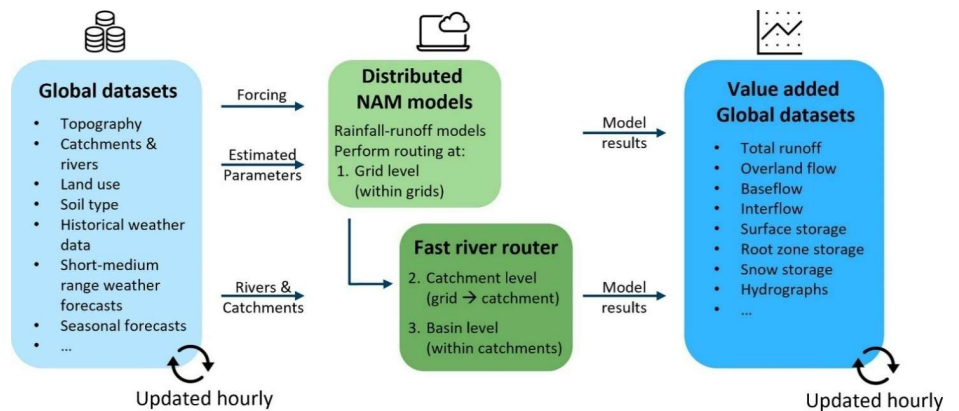 Global datasets
• Topography
• Catchments &
rivers
• Land use
• Soil type
• Historical weather
data
• Short-medium
range weather
forecasts
• Seasonal forecasts
• ...
Updated hourly
Forcing
Estimated
Parameters
Rivers &
Catchments
Distributed
NAM models
Rainfall-runoff models
Perform routing at:
1. Grid level
(within grids)
Fast river router
2. Catchment level
(grid → catchment)
3. Basin level
(within catchments)
Model
results
Model
results
Value added
Global datasets
• Total runoff
• Overland flow
• Baseflow
• Interflow
• Surface storage
• Root zone storage
• Snow storage
• Hydrographs
• ...
Updated hourly